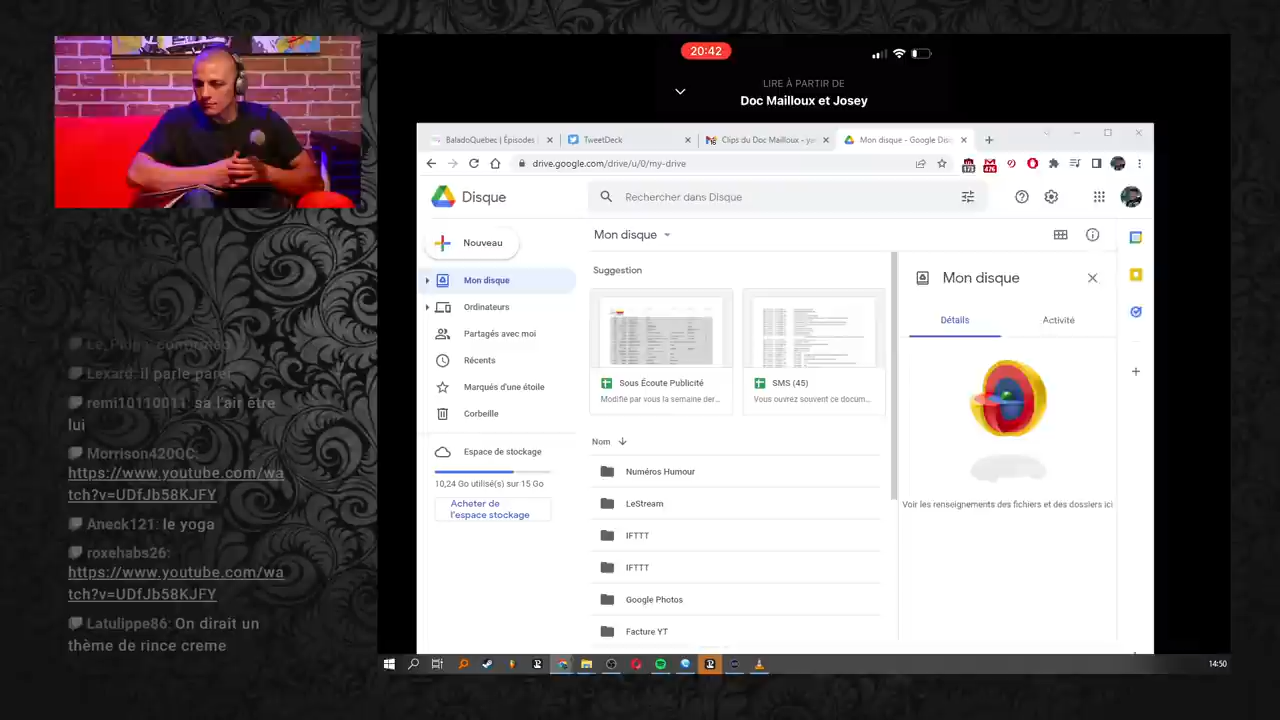 20:42
LIRE À PARTIR DE
Doc Mailloux et Josey
BaladoQuebec | Épisodes
TweetDeck
Clips du Doc Mailloux - 
Mon disque - Google Dis
drive.google.com/drive/u/0/my-drive
173
476
Disque
Rechercher dans Disque
Nouveau
Mon disque
Ordinateurs
Partagés avec moi
Récents
Marqués d'une étoile
Corbeille
Espace de stockage
10,24 Go utilisé(s) sur 15 Go
Acheter de
l'espace stockage
Mon disque
Suggestion
Sous Écoute Publicité
Modifié par vous la semaine der...
SMS (45)
Vous ouvrez souvent ce docum...
Nom
Numéros Humour
LeStream
IFTTT
IFTTT
Google Photos
Facture YT
Mon disque
Détails
Activité
Voir les renseignements des fichiers et des dossiers ici
14:50
Lexard: il parle parei
remi10110011: sa l'air être
lui
Morrison420QC:
https://www.youtube.com/wa
tch?v=UDfJb58KJFY
Aneck121: le yoga
roxehabs26:
https://www.youtube.com/wa
tch?v=UDfJb58KJFY
Latulippe86: On dirait un
thème de rince creme